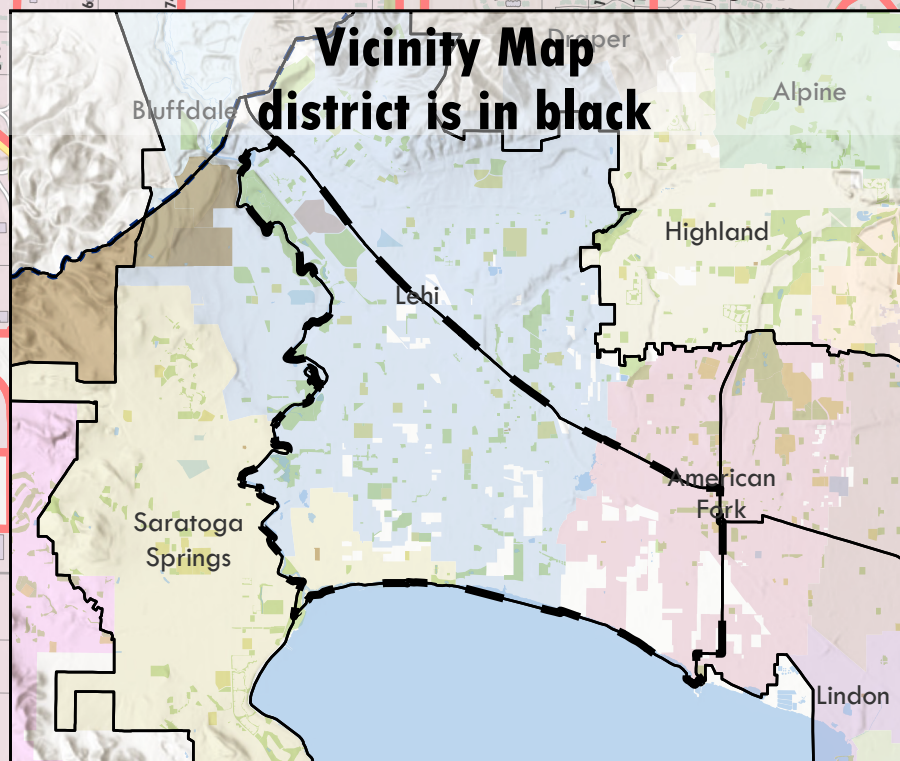 Vicinity Map
Draper
Alpine
Bluffdale
district is in black
Highland
Lehi
American
Fork
Saratoga
Springs
Lindon